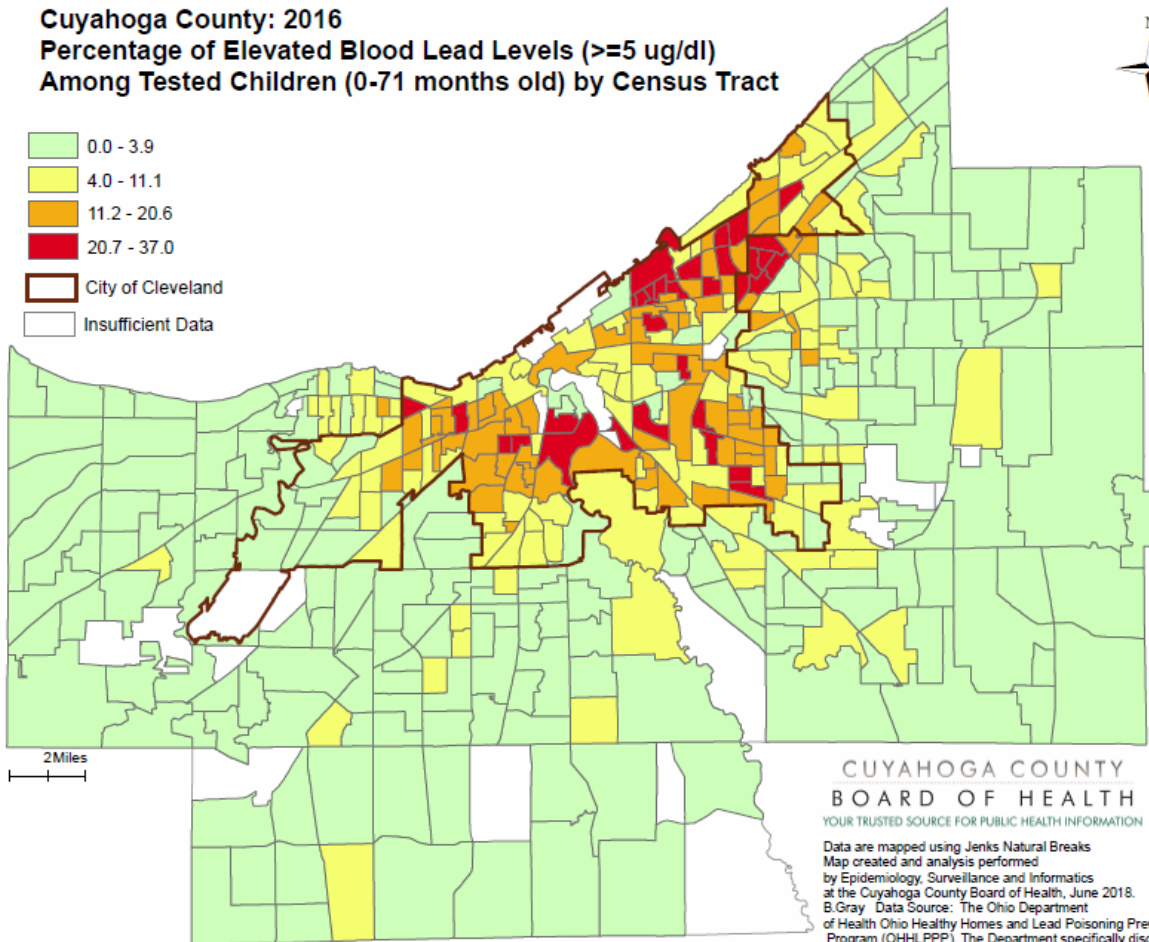 Cuyahoga County: 2016
Percentage of Elevated Blood Lead Levels (>=5 ug/dl)
Among Tested Children (0-71 months old) by Census Tract
N
0.0 - 3.9
4.0 - 11.1
11.2 - 20.6
20.7 - 37.0
City of Cleveland
Insufficient Data
2Miles
CUYAHOGA COUNTY
BOARD OF HEALTH
YOUR TRUSTED SOURCE FOR PUBLIC HEALTH INFORMATION
Data are mapped using Jenks Natural Breaks
Map created and analysis performed
by Epidemiology, Surveillance and Informatics
at the Cuyahoga County Board of Health, June 2018.
B.Gray Data Source: The Ohio Department
of Health Ohio Healthy Homes and Lead Poisoning
Program (OHHLPPP). The Department specifically